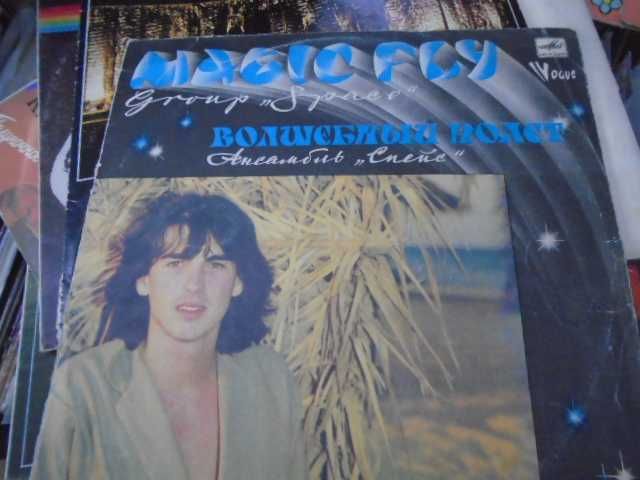 MAGIC FLY
Group „Space“
Vogue
ВОЛШЕБНЫЙ ПОЛЕТ
Ансамбль „Спейс“